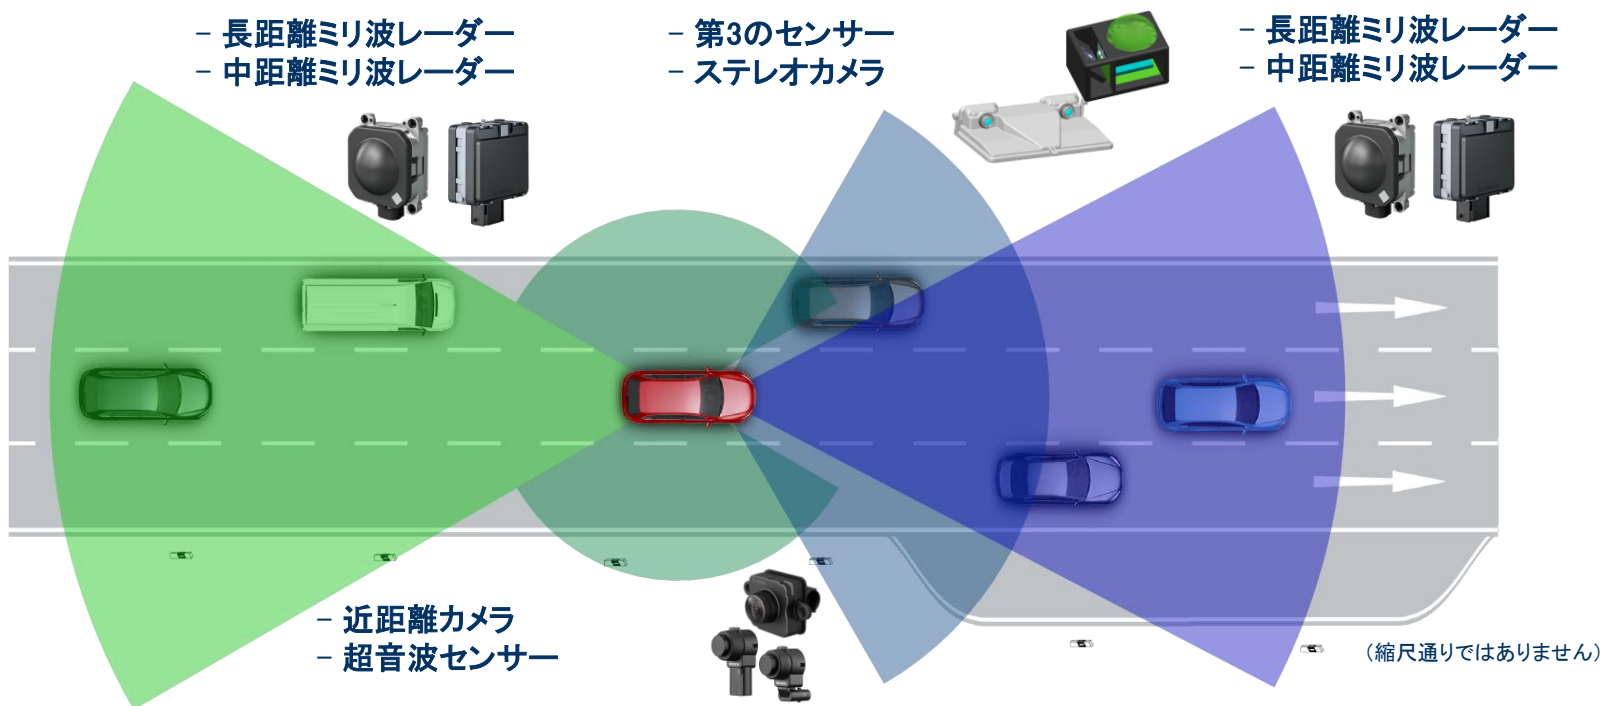 – 長距離ミリ波レーダー
– 中距離ミリ波レーダー
– 第3のセンサー
– ステレオカメラ
– 長距離ミリ波レーダー
– 中距離ミリ波レーダー
– 近距離カメラ
– 超音波センサー
（縮尺通りではありません）